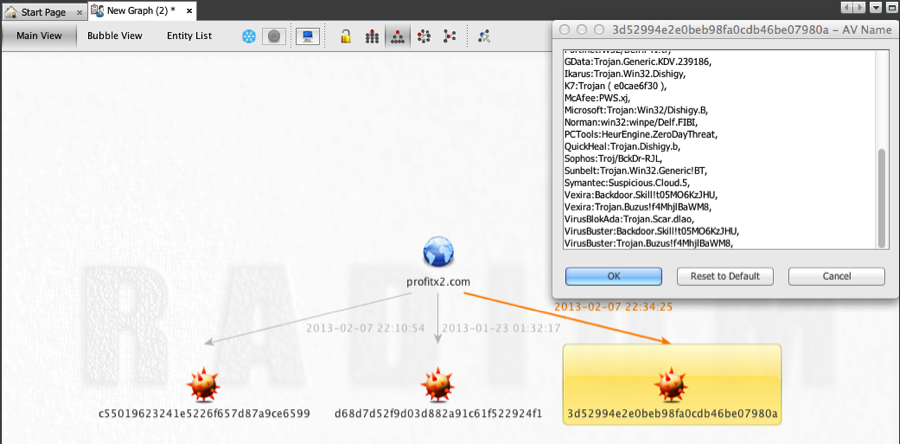 Start Page ×
New Graph (2) * ×
Main View Bubble View Entity List
3d52994e2e0beb98fa0cdb46be07980a – AV Name
GData:Trojan.Generic.KDV.239186,
Ikarus:Trojan.Win32.Dishigy,
K7:Trojan ( e0cae6f30 ),
McAfee:PWS.xj,
Microsoft:Trojan:Win32/Dishigy.B,
Norman:win32:winpe/Delf.FIBI,
PCTools:HeurEngine.ZeroDayThreat,
QuickHeal:Trojan.Dishigy.b,
Sophos:Troj/BckDr-RJL,
Sunbelt:Trojan.Win32.Generic!BT,
Symantec:Suspicious.Cloud.5,
Vexira:Backdoor.Skill!t05MO6KzJHU,
Vexira:Trojan.Buzus!f4MhjlBaWM8,
VirusBlokAda:Trojan.Scar.dlao,
VirusBuster:Backdoor.Skill!t05MO6KzJHU,
VirusBuster:Trojan.Buzus!f4MhjlBaWM8,
OK Reset to Default Cancel
profitx2.com
2013-02-07 22:34:25
2013-02-07 22:10:54 2013-01-23 01:32:17
c55019623241e5226f657d87a9ce6599 d68d7d52f9d03d882a91c61f522924f1 3d52994e2e0beb98fa0cdb46be07980a